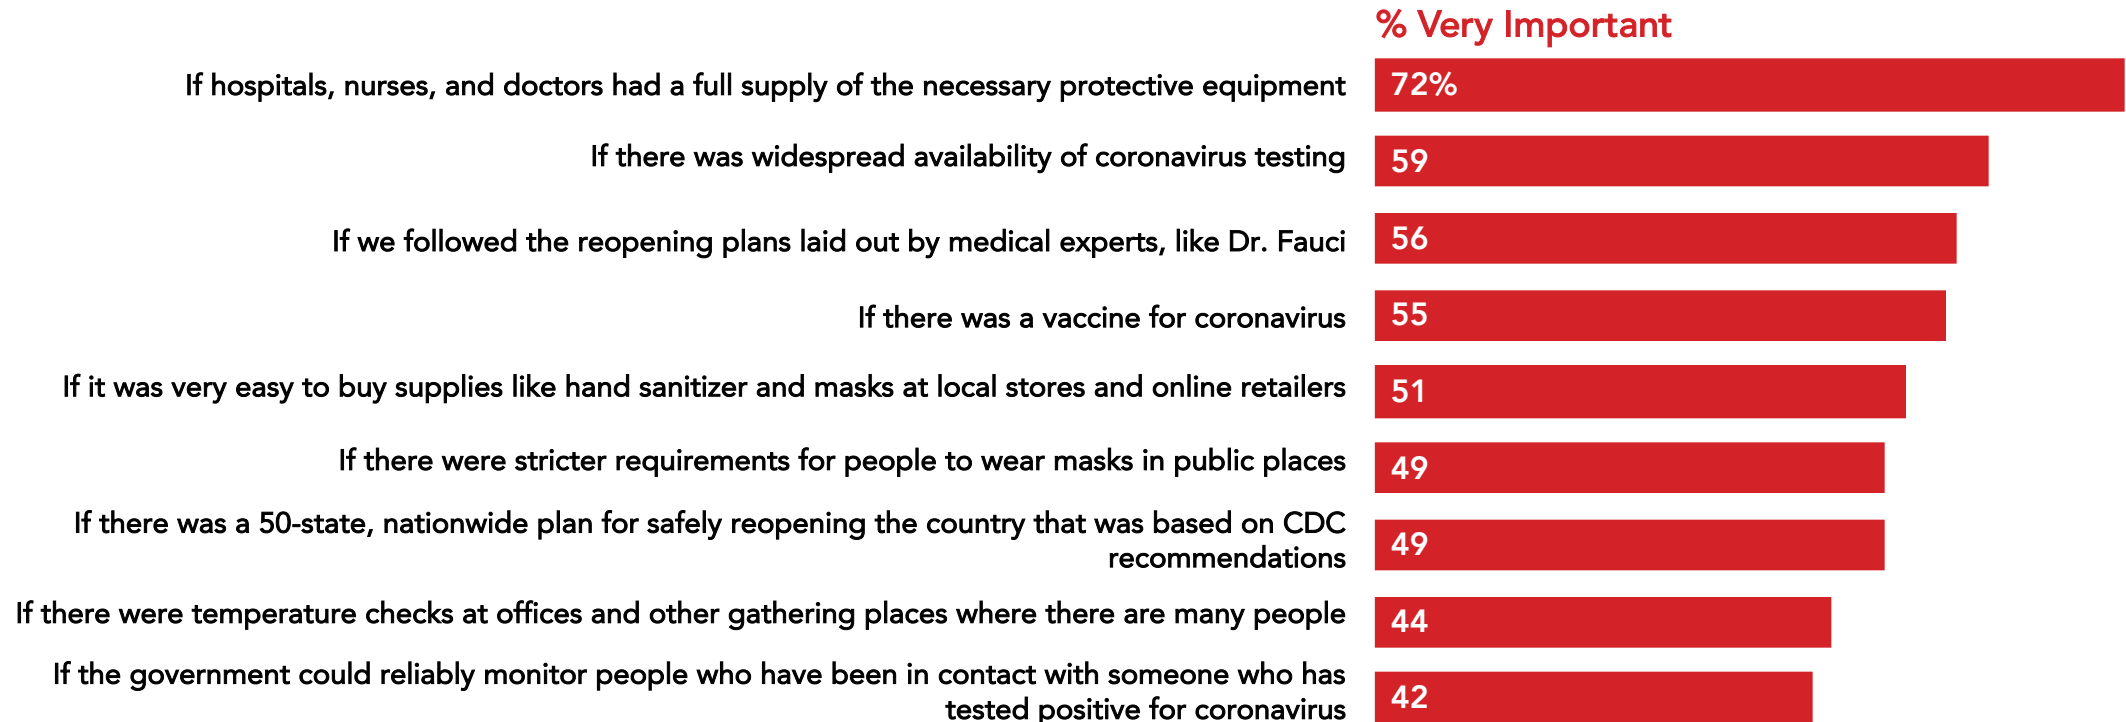 % Very Important
If hospitals, nurses, and doctors had a full supply of the necessary protective equipment
72%
If there was widespread availability of coronavirus testing
59
If we followed the reopening plans laid out by medical experts, like Dr. Fauci
56
If there was a vaccine for coronavirus
55
If it was very easy to buy supplies like hand sanitizer and masks at local stores and online retailers
51
If there were stricter requirements for people to wear masks in public places
49
If there was a 50-state, nationwide plan for safely reopening the country that was based on CDC
recommendations
49
If there were temperature checks at offices and other gathering places where there are many people
44
If the government could reliably monitor people who have been in contact with someone who has
tested positive for coronavirus
42